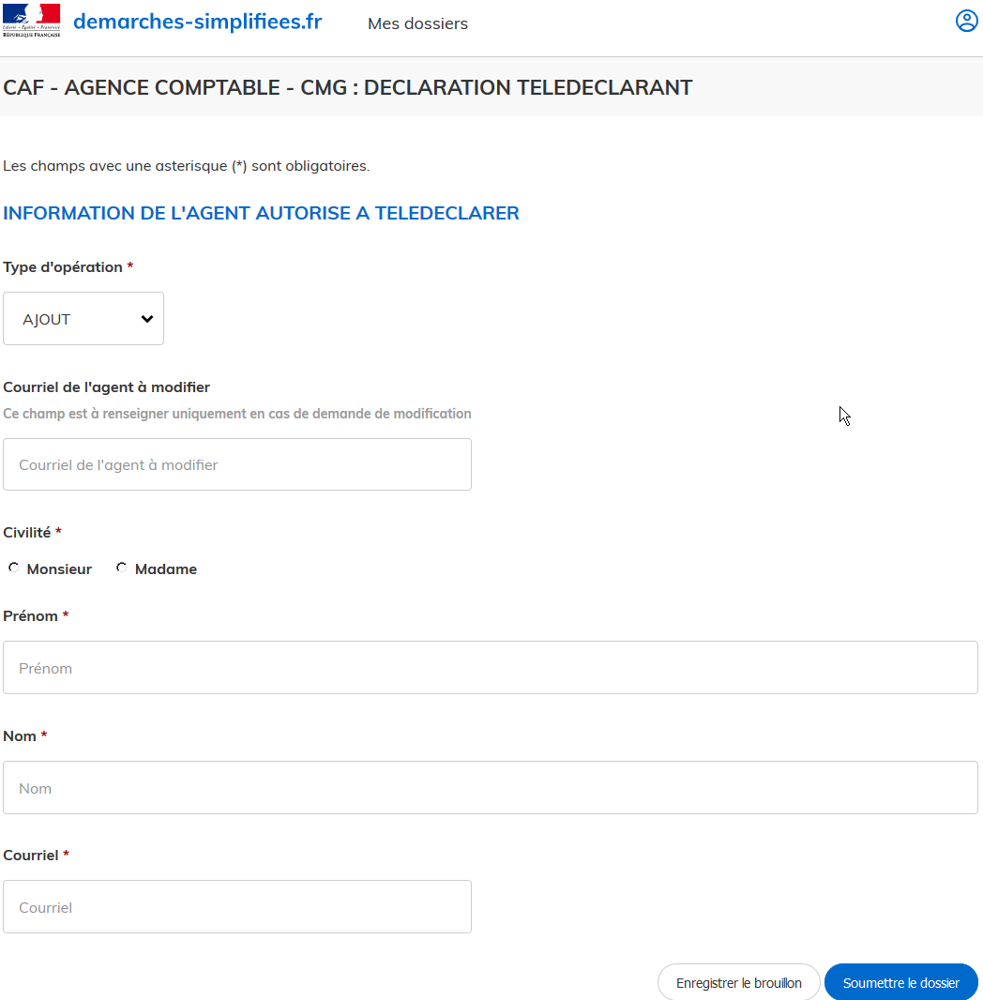 Liberté • Égalité • Fraternité
RÉPUBLIQUE FRANÇAISE
demarches-simplifiees.fr
Mes dossiers
CAF - AGENCE COMPTABLE - CMG : DECLARATION TELEDECLARANT
Les champs avec une asterisque (*) sont obligatoires.
INFORMATION DE L'AGENT AUTORISE A TELEDECLARER
Type d'opération *
AJOUT
Courriel de l'agent à modifier
Ce champ est à renseigner uniquement en cas de demande de modification
Courriel de l'agent à modifier
Civilité *
Monsieur Madame
Prénom *
Prénom
Nom *
Nom
Courriel *
Courriel
Enregistrer le brouillon Soumettre le dossier